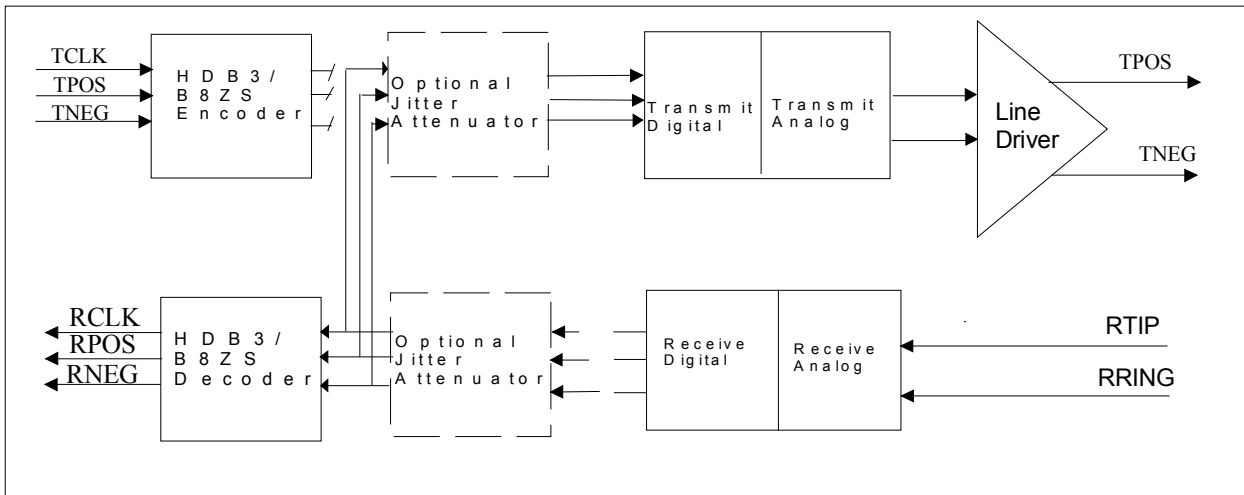 TCLK
TPOS
TNEG
HDB3/
B8ZS
Encoder
Optional
Jitter
Attenuator
Transmit
Digital
Transmit
Analog
Line
Driver
TPOS
TNEG
RCLK
RPOS
RNEG
HDB3/
B8ZS
Decoder
Optional
Jitter
Attenuator
Receive
Digital
Receive
Analog
RTIP
RRING